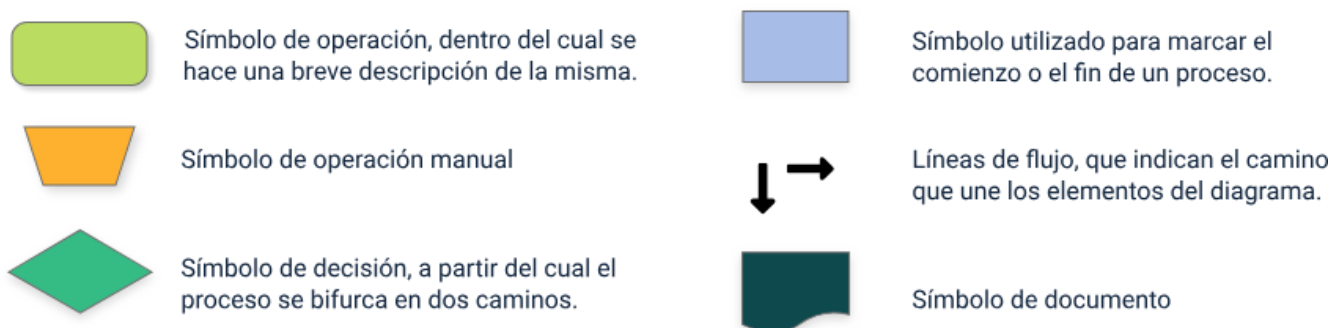 Símbolo de operación, dentro del cual se
hace una breve descripción de la misma.
Símbolo de operación manual
Símbolo de decisión, a partir del cual el
proceso se bifurca en dos caminos.
Símbolo utilizado para marcar el
comienzo o el fin de un proceso.
Líneas de flujo, que indican el camino
que une los elementos del diagrama.
Símbolo de documento